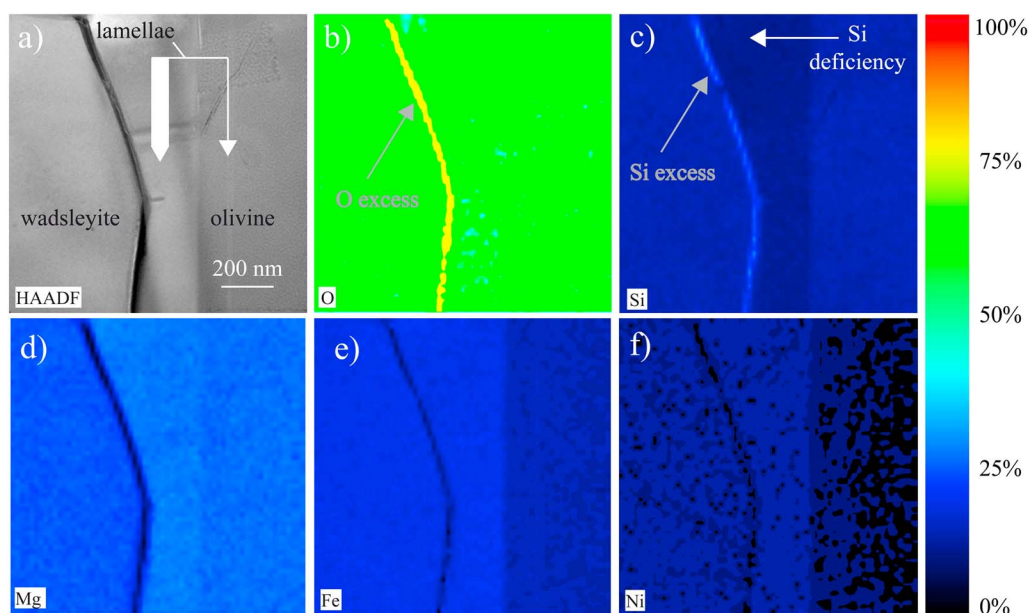 a)
lamellae
wadsleyite
olivine
200 nm
HAADF
b)
O excess
O
c)
Si
deficiency
Si excess
Si
d)
Mg
e)
Fe
f)
Ni
100%
75%
50%
25%
0%